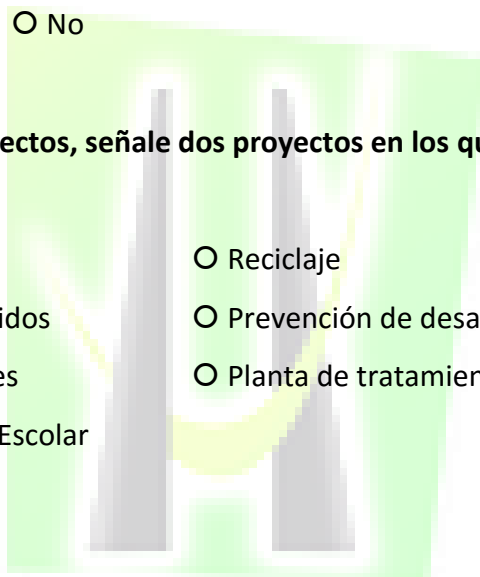 O No
ectos, señale dos proyectos en los qu
O Reciclaje
idos O Prevención de desa
es O Planta de tratamien
Escolar